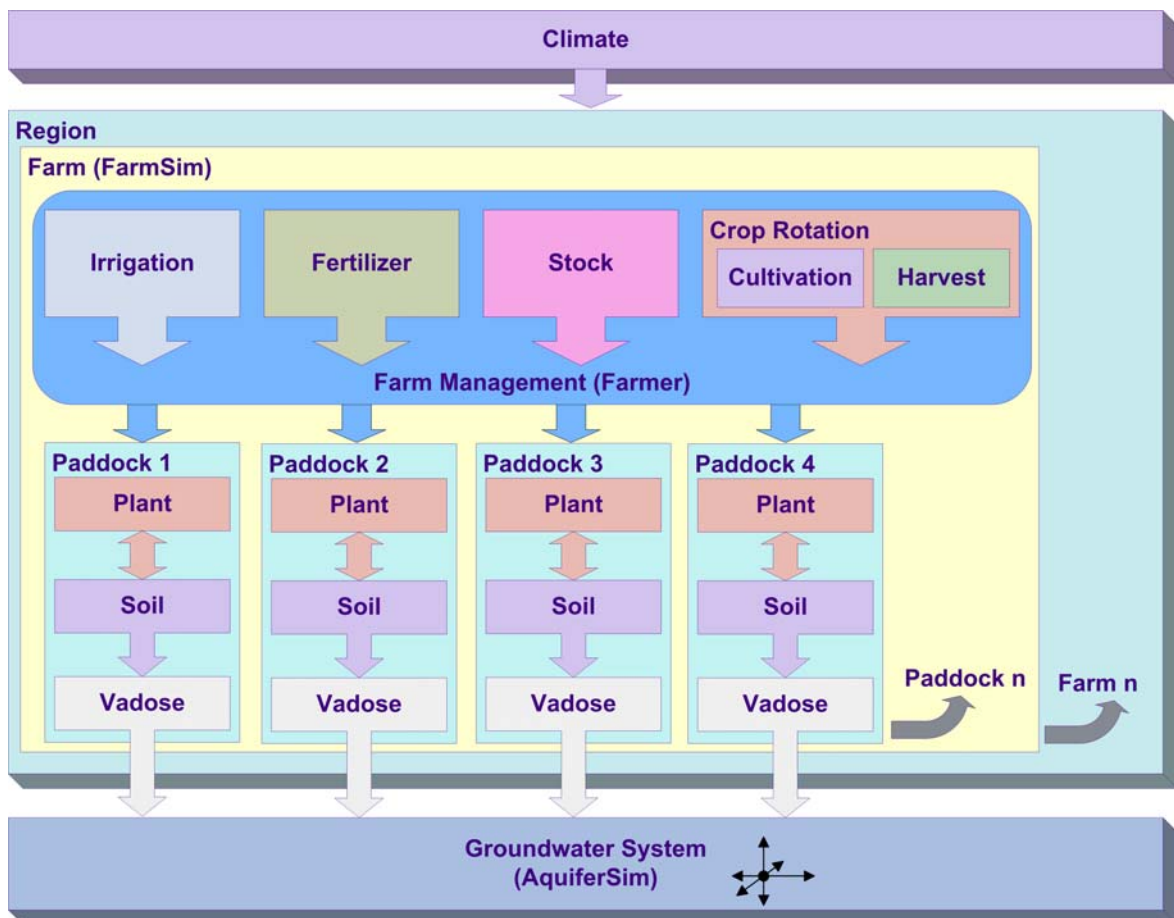 Climate
Region
Farm (FarmSim)
Irrigation
Fertilizer
Stock
Crop Rotation
Cultivation
Harvest
Farm Management (Farmer)
Paddock 1
Paddock 2
Paddock 3
Paddock 4
Plant
Plant
Plant
Plant
Soil
Soil
Soil
Soil
Vadose
Vadose
Vadose
Vadose
Paddock n
Farm n
Groundwater System
(AquiferSim)